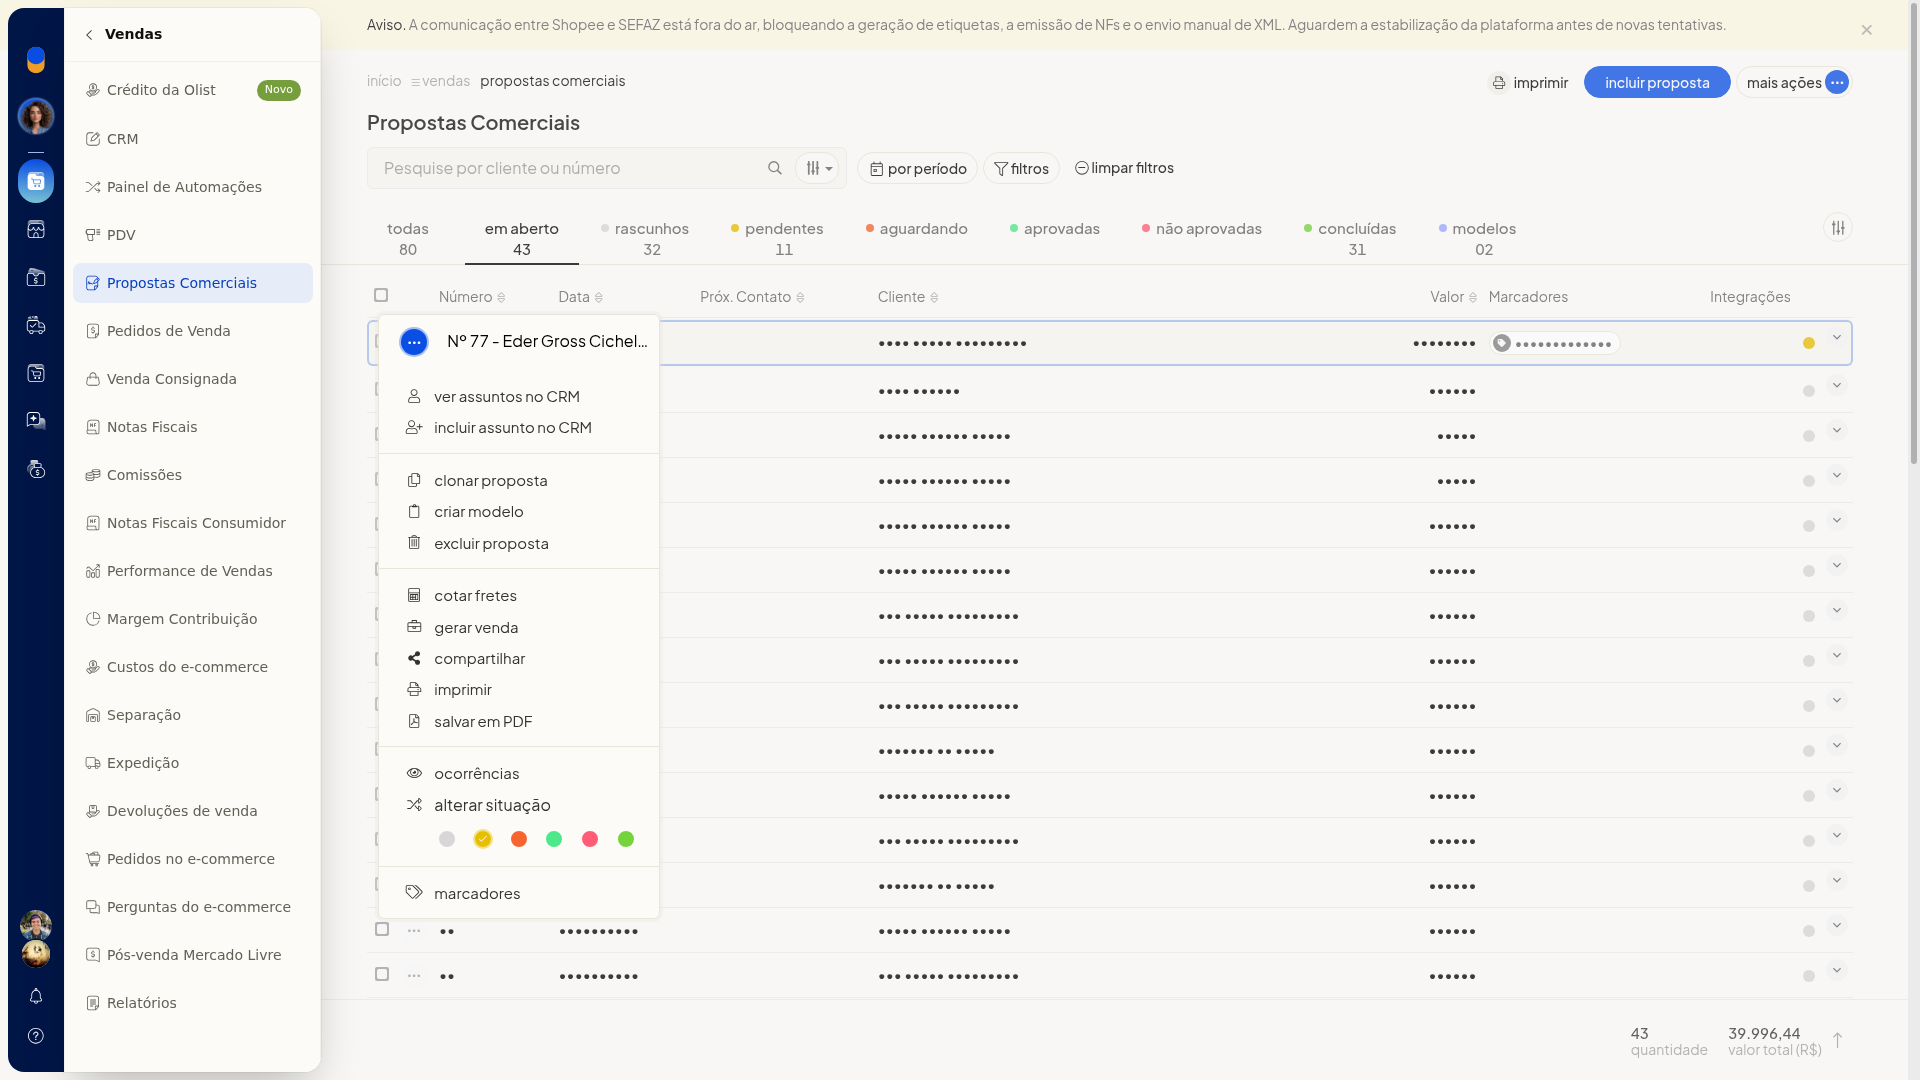 Vendas
Aviso. A comunicação entre Shopee e SEFAZ está fora do ar, bloqueando a geração de etiquetas, a emissão de NFs e o envio manual de XML. Aguardem a estabilização da plataforma antes de novas tentativas.
início vendas propostas comerciais
imprimir
incluir proposta
mais ações
Propostas Comerciais
Pesquise por cliente ou número
por período
filtros
limpar filtros
todas 80
em aberto 43
rascunhos 32
pendentes 11
aguardando
aprovadas
não aprovadas
concluídas 31
modelos 02
Número Data Próx. Contato Cliente Valor Marcadores Integrações
Crédito da Olist Novo
CRM
Painel de Automações
PDV
Propostas Comerciais
Pedidos de Venda
Venda Consignada
Notas Fiscais
Comissões
Notas Fiscais Consumidor
Performance de Vendas
Margem Contribuição
Custos do e-commerce
Separação
Expedição
Devoluções de venda
Pedidos no e-commerce
Perguntas do e-commerce
Pós-venda Mercado Livre
Relatórios
Nº 77 - Eder Gross Cichel...
ver assuntos no CRM
incluir assunto no CRM
clonar proposta
criar modelo
excluir proposta
cotar fretes
gerar venda
compartilhar
imprimir
salvar em PDF
ocorrências
alterar situação
marcadores
43 39.996,44
quantidade valor total (R$)